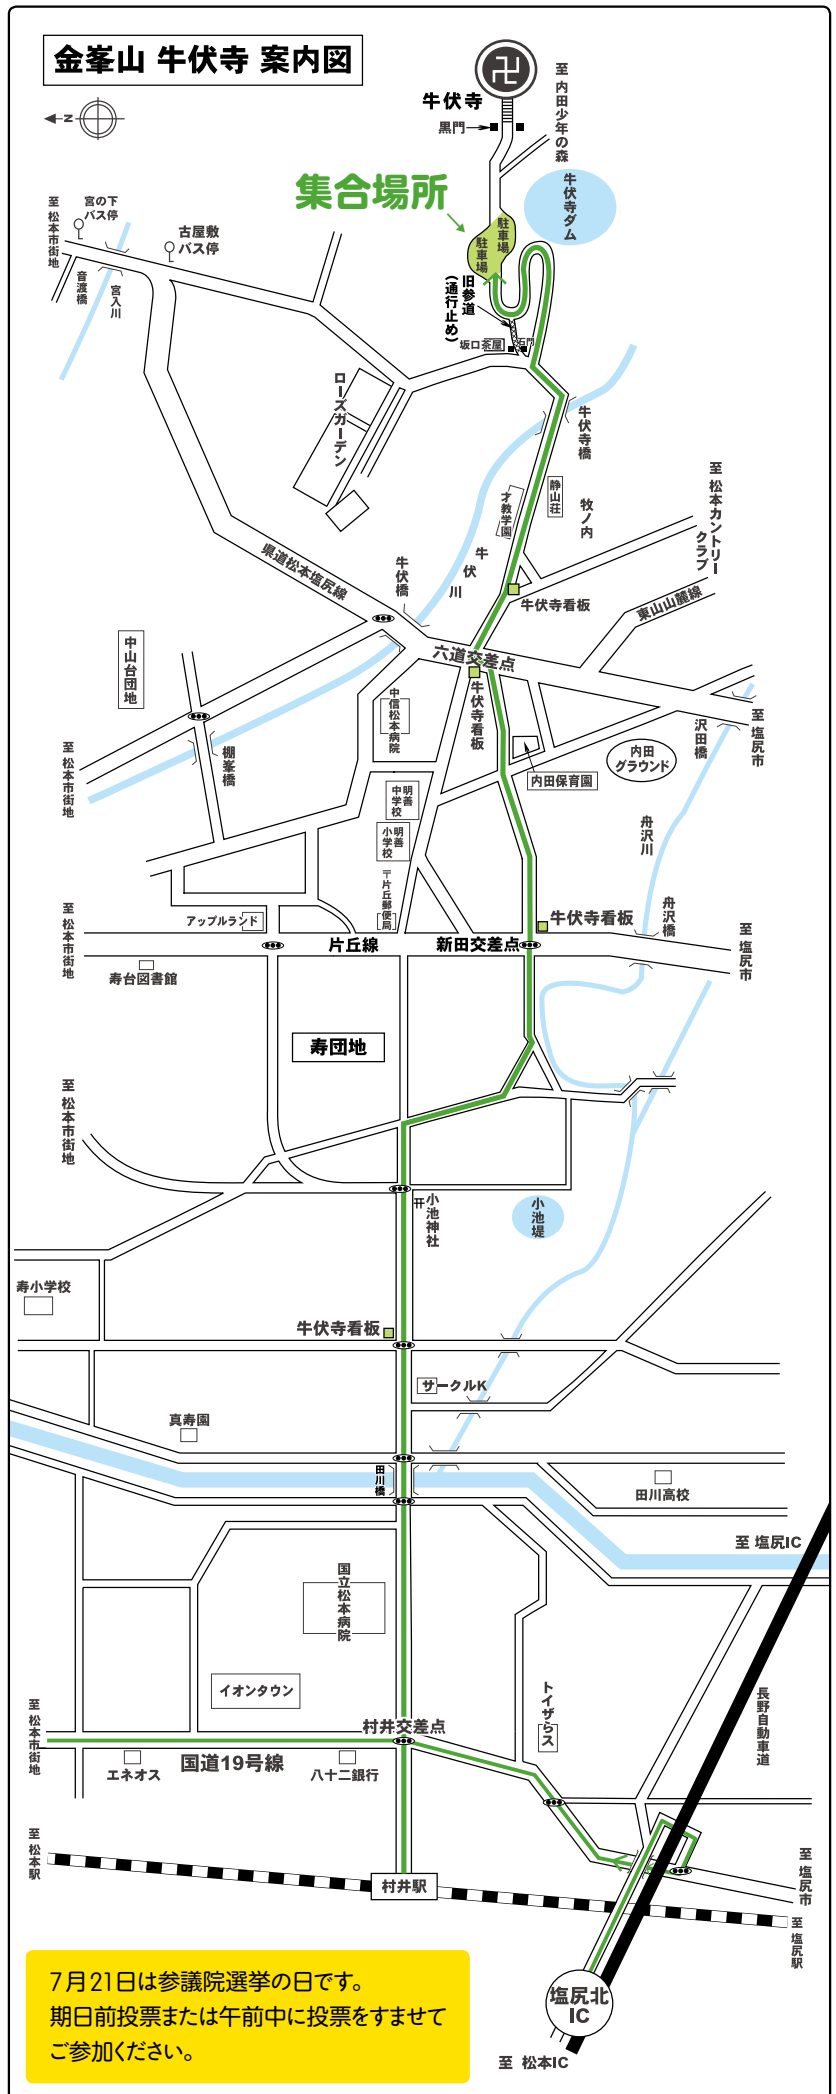 金峯山 牛伏寺 案内図
N
卍
牛伏寺
黒門
至 内田少年の森
集合場所
牛伏寺ダム
駐車場
駐車場
旧参道
(通行止め)
坂口茶屋
石門
至 松本市街地
宮の下
バス停
古屋敷
バス停
音渡橋
宮入川
ローズガーデン
牛伏寺橋
静山荘
才教学園
牧ノ内
至 松本カントリー
クラブ
県道松本塩尻線
牛伏橋
牛伏川
牛伏寺看板
東山山麓線
六道交差点
中山台団地
中信松本病院
牛伏寺看板
沢田橋
至 塩尻市
至 松本市街地
棚峯橋
内田
グラウンド
内田保育園
明善
中学校
明善
小学校
舟沢川
〒片丘郵便局
至 松本市街地
アップルランド
牛伏寺看板
舟沢橋
片丘線
新田交差点
至 塩尻市
寿台図書館
寿団地
至 松本市街地
小池神社
小池堤
寿小学校
牛伏寺看板
サークルK
真寿園
田川橋
田川高校
至 塩尻IC
国立松本病院
イオンタウン
トイザらス
長野自動車道
至 松本市街地
村井交差点
エネオス
国道19号線
八十二銀行
至 松本駅
村井駅
至 塩尻市
至 塩尻駅
塩尻北
IC
至 松本IC
7月21日は参議院選挙の日です。
期日前投票または午前中に投票をすませて
ご参加ください。